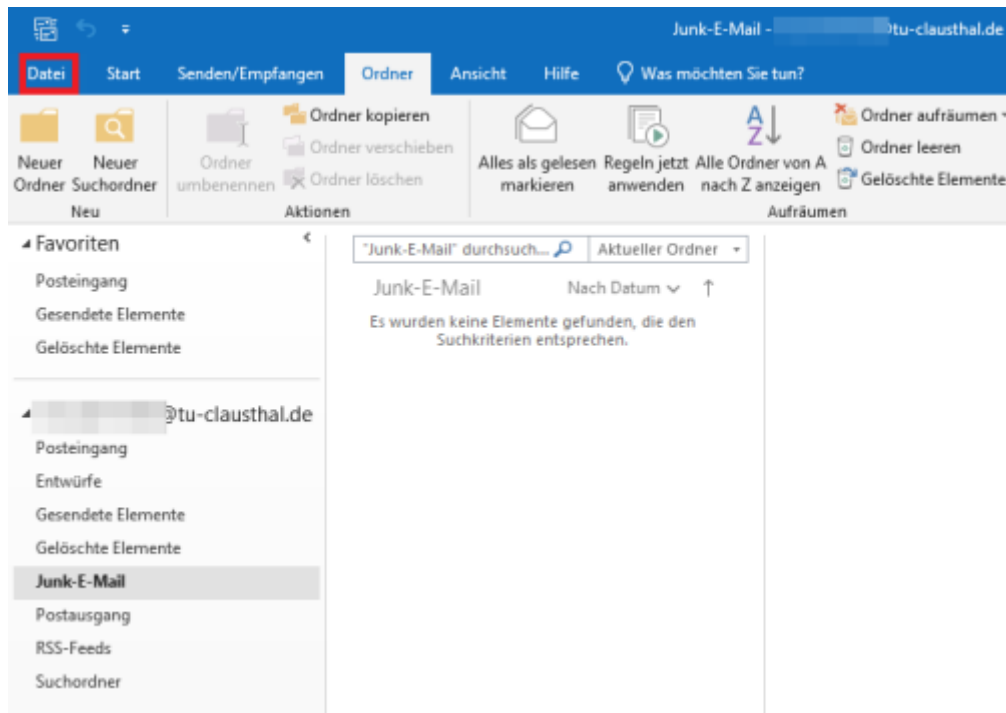 Junk-E-Mail - @tu-clausthal.de
Datei Start Senden/Empfangen Ordner Ansicht Hilfe Was möchten Sie tun?
Neuer Ordner
Neuer Suchordner
Neu
Ordner umbenennen
Ordner kopieren
Ordner verschieben
Ordner löschen
Aktionen
Alles als gelesen markieren
Regeln jetzt anwenden
Alle Ordner von A nach Z anzeigen
Ordner aufräumen
Ordner leeren
Gelöschte Elemente
Aufräumen
Favoriten
Posteingang
Gesendete Elemente
Gelöschte Elemente
@tu-clausthal.de
Posteingang
Entwürfe
Gesendete Elemente
Gelöschte Elemente
Junk-E-Mail
Postausgang
RSS-Feeds
Suchordner
"Junk-E-Mail" durchsuch... Aktueller Ordner
Junk-E-Mail Nach Datum
Es wurden keine Elemente gefunden, die den
Suchkriterien entsprechen.